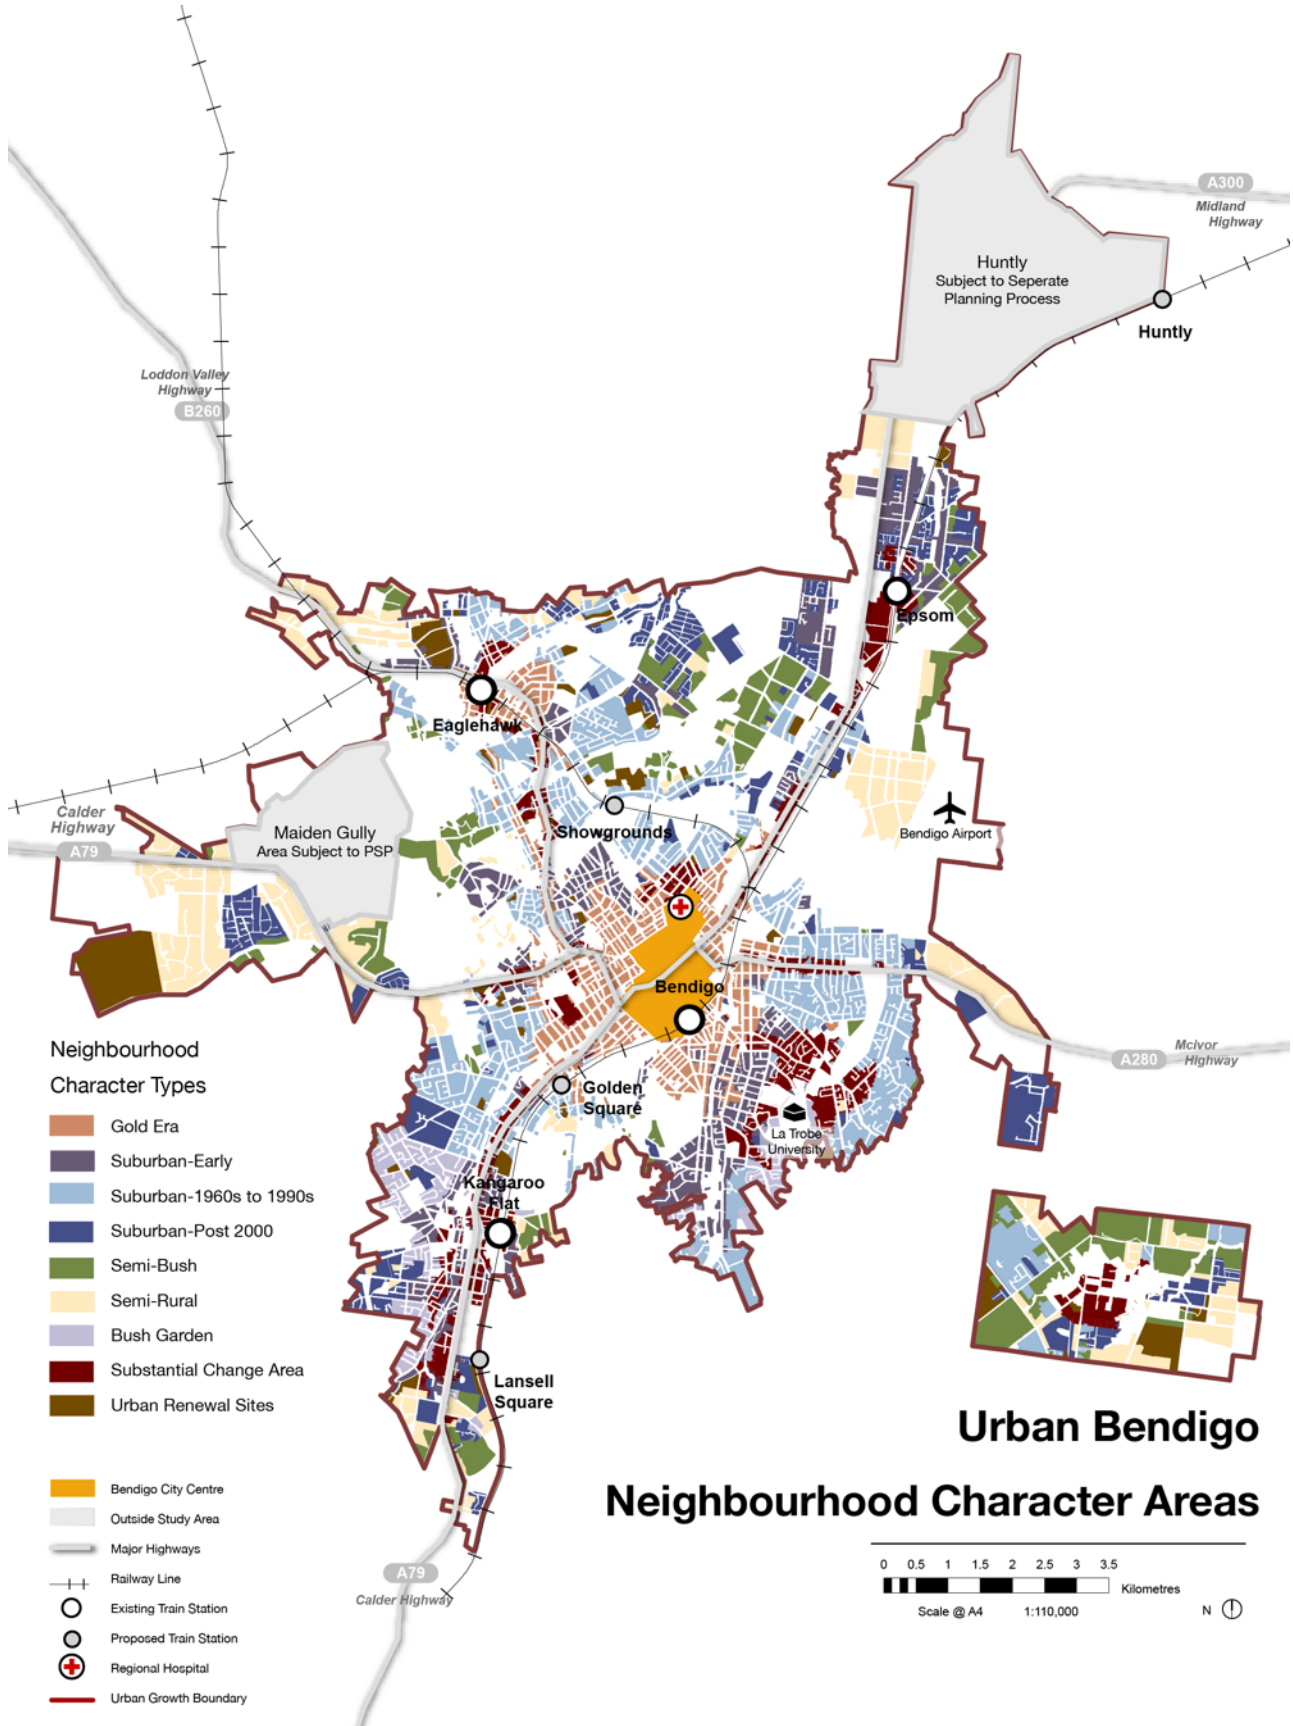 A300
Midland
Highway
Huntly
Subject to Seperate
Planning Process
Huntly
Loddon Valley
Highway
B260
Epsom
Eaglehawk
Calder
Highway
A79
Maiden Gully
Area Subject to PSP
Showgrounds
Bendigo Airport
Bendigo
Mcivor
Highway
A280
Golden
Square
La Trobe
University
Kangaroo
Flat
Lansell
Square
A79
Calder Highway
Neighbourhood
Character Types
Gold Era
Suburban-Early
Suburban-1960s to 1990s
Suburban-Post 2000
Semi-Bush
Semi-Rural
Bush Garden
Substantial Change Area
Urban Renewal Sites
Bendigo City Centre
Outside Study Area
Major Highways
Railway Line
Existing Train Station
Proposed Train Station
Regional Hospital
Urban Growth Boundary
Urban Bendigo
Neighbourhood Character Areas
0 0.5 1 1.5 2 2.5 3 3.5
Kilometres
Scale @ A4 1:110,000
N